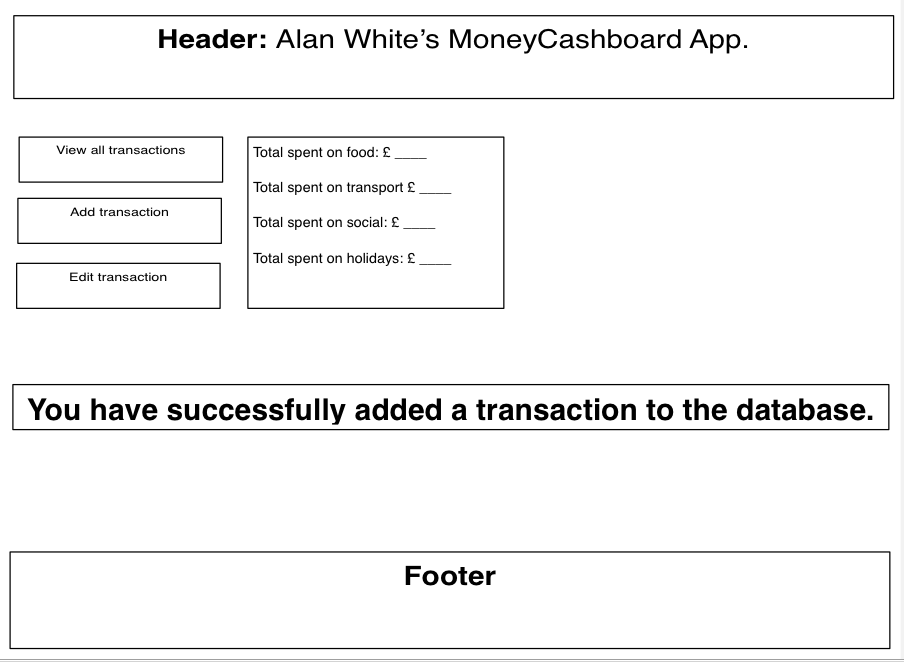 Header: Alan White’s MoneyCashboard App.
View all transactions
Add transaction
Edit transaction
Total spent on food: £ ____
Total spent on transport £ ____
Total spent on social: £ ____
Total spent on holidays: £ ____
You have successfully added a transaction to the database.
Footer